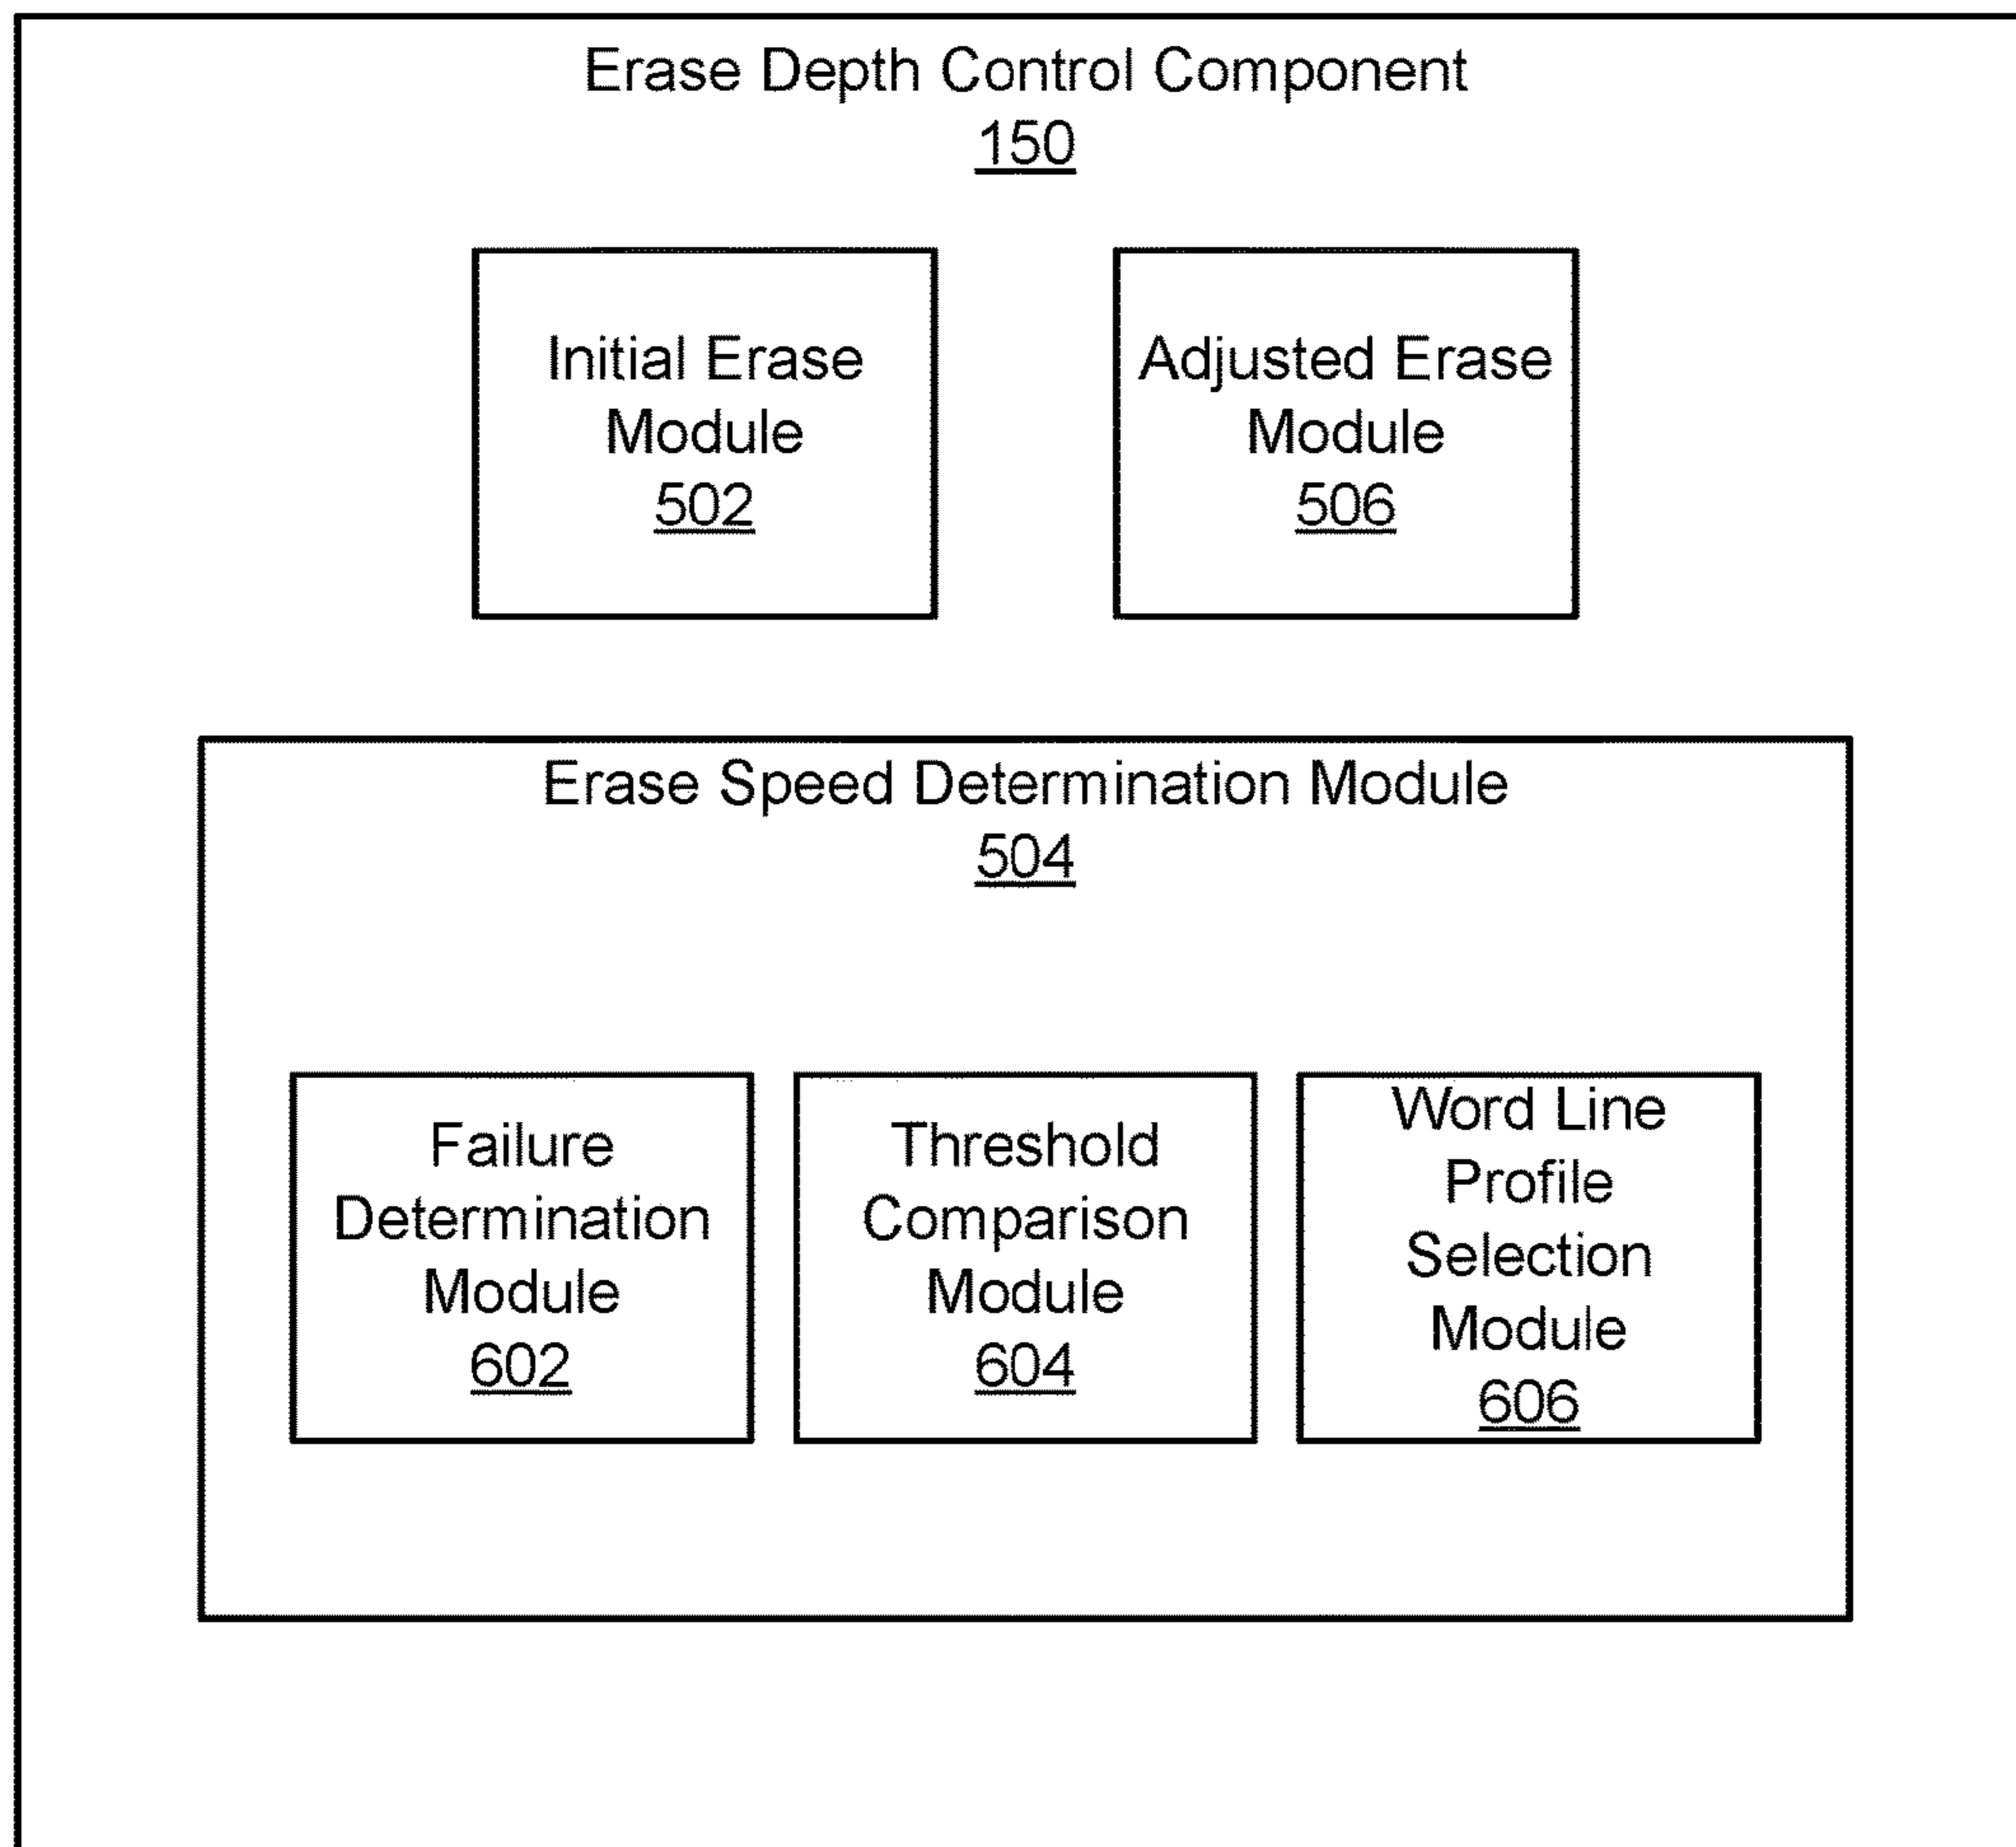 Erase Depth Control Component
150
Initial Erase
Module
502
Adjusted Erase
Module
506
Erase Speed Determination Module
504
Failure
Determination
Module
602
Threshold
Comparison
Module
604
Word Line
Profile
Selection
Module
606